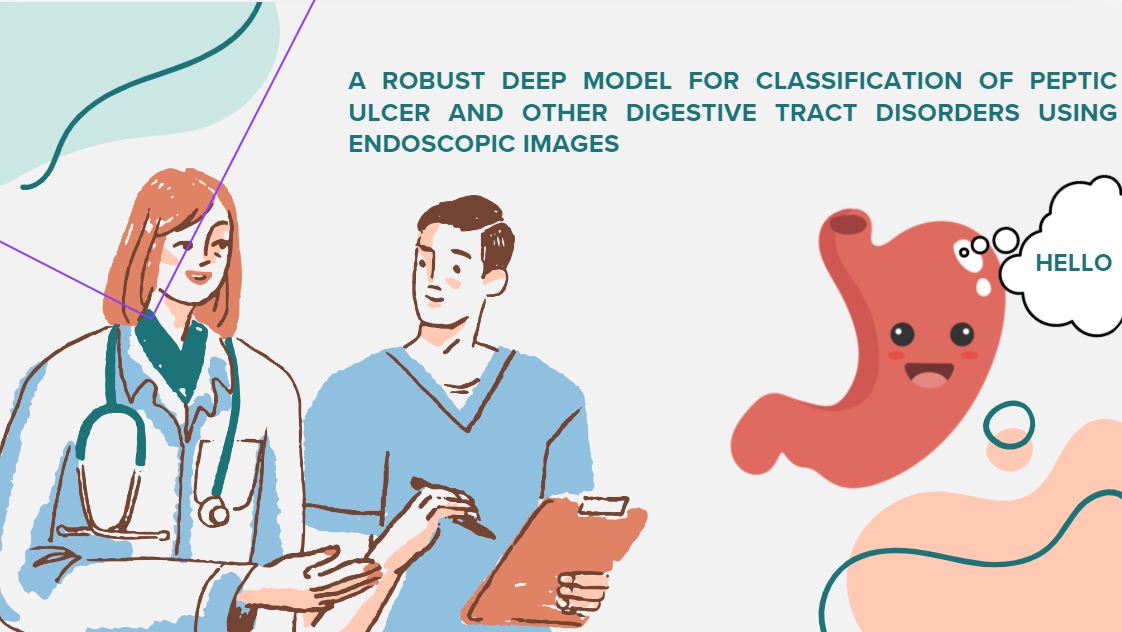 A ROBUST DEEP MODEL FOR CLASSIFICATION OF PEPTIC
ULCER AND OTHER DIGESTIVE TRACT DISORDERS USING
ENDOSCOPIC IMAGES
HELLO